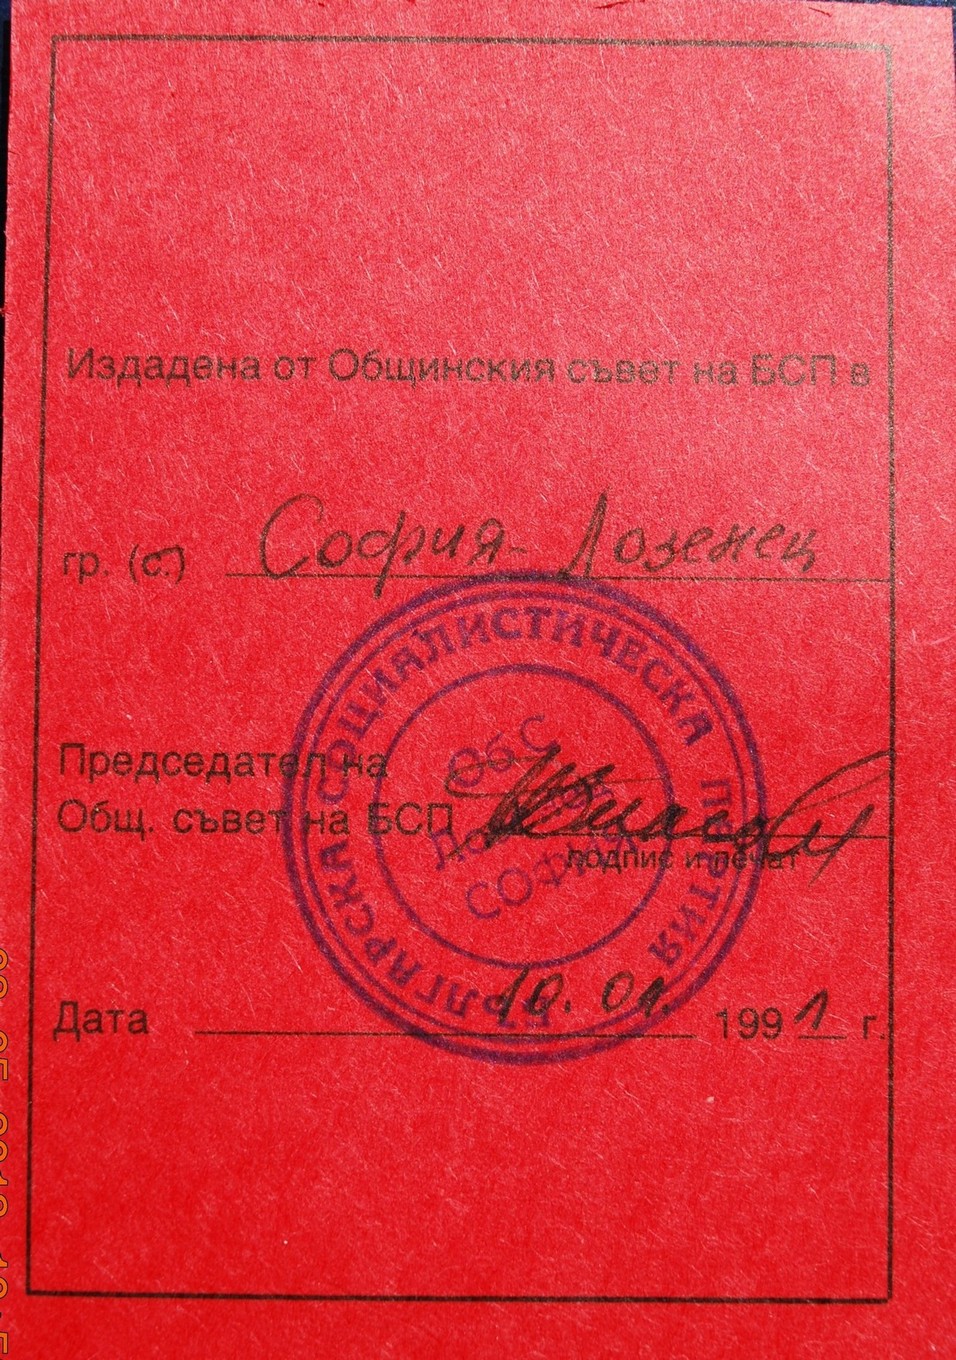 Издадена от Общинския съвет на БСП в
гр. (с.) София - Лозенец
БЪЛГАРСКА СОЦИАЛИСТИЧЕСКА ПАРТИЯ
ОбС
СОФИЯ
Председател на
Общ. съвет на БСП
подпис и печат
Дата 10. 01. 1991 г.